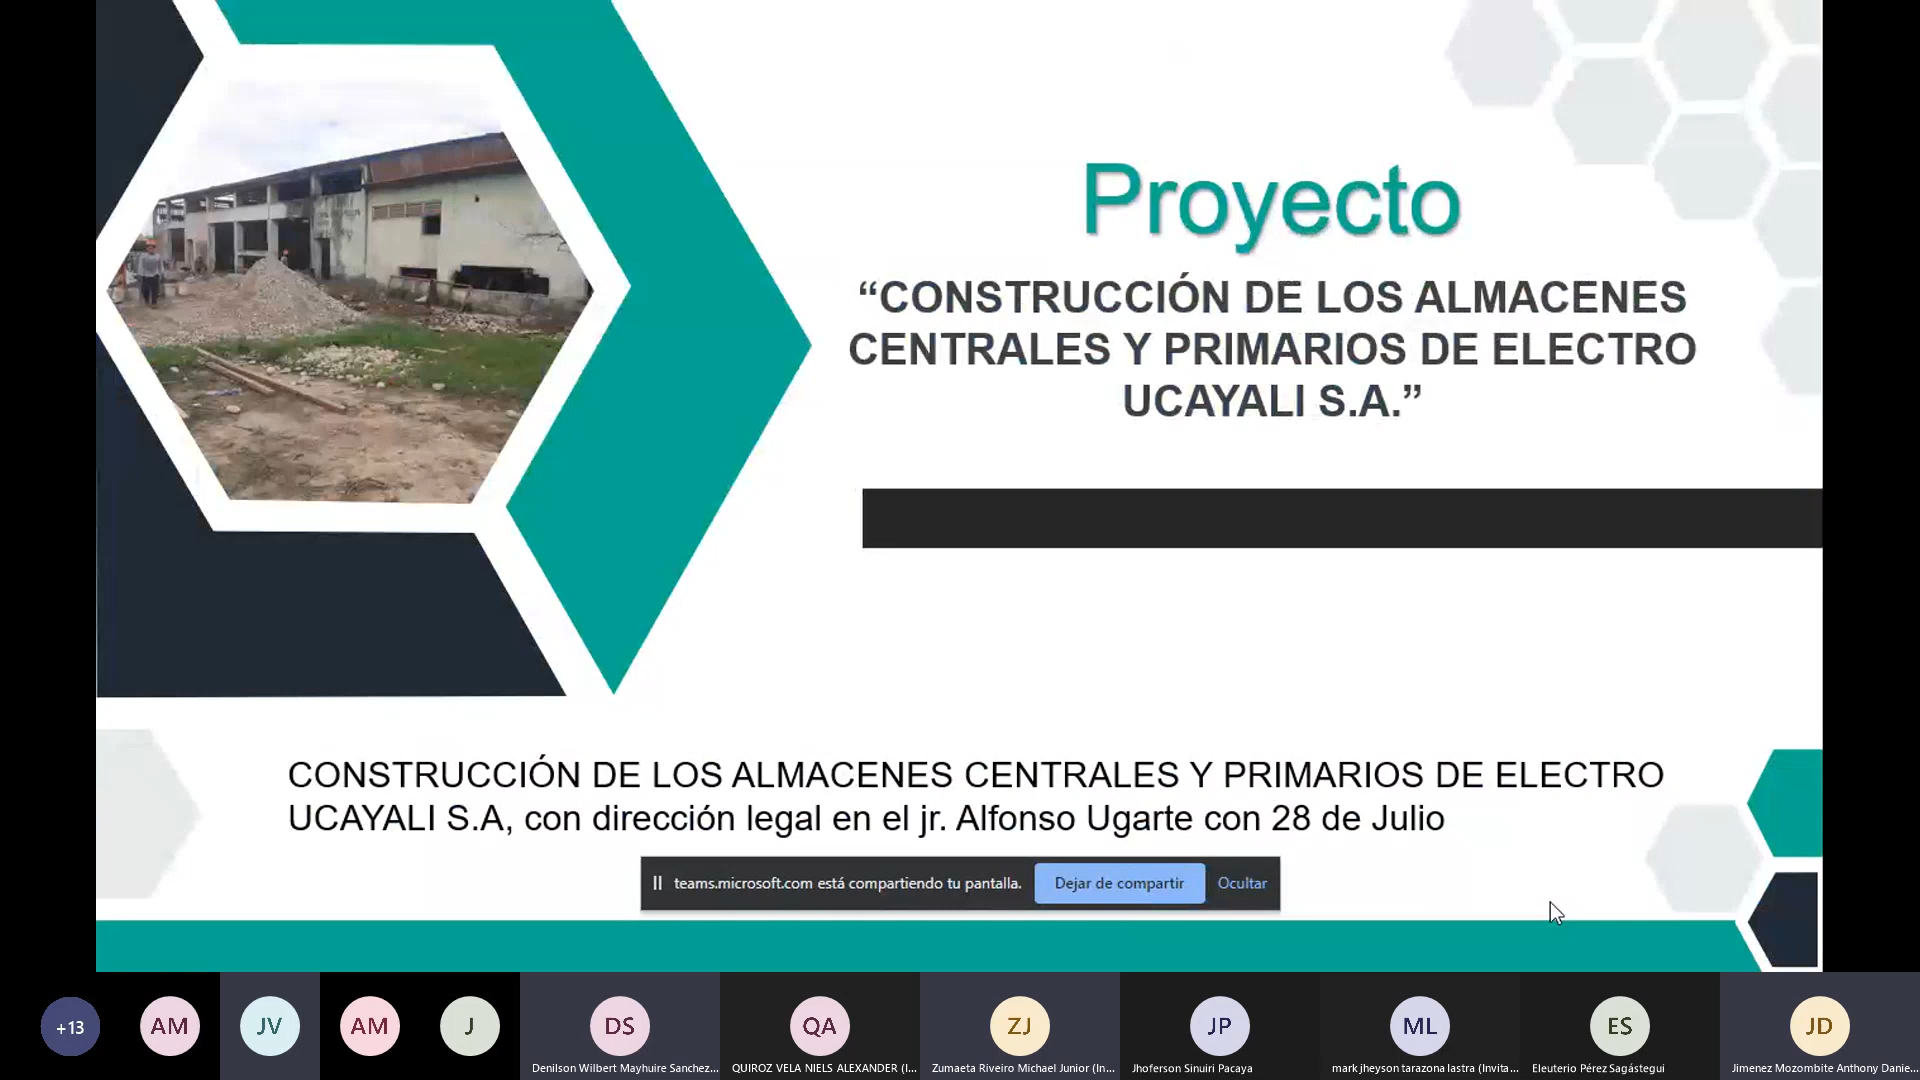 Proyecto
“CONSTRUCCIÓN DE LOS ALMACENES
CENTRALES Y PRIMARIOS DE ELECTRO
UCAYALI S.A.”
CONSTRUCCIÓN DE LOS ALMACENES CENTRALES Y PRIMARIOS DE ELECTRO
UCAYALI S.A, con dirección legal en el jr. Alfonso Ugarte con 28 de Julio
teams.microsoft.com está compartiendo tu pantalla. Dejar de compartir Ocultar
+13 AM JV AM J DS QA ZJ JP ML ES JD
Denilson Wilbert Mayhuire Sanchez... QUIROZ VELA NIELS ALEXANDER (I... Zumaeta Riveiro Michael Junior (In... Jhoferson Sinuiri Pacaya mark jheyson tarazona lastra (Invita... Eleuterio Pérez Sagástegui Jimenez Mozombite Anthony Danie...